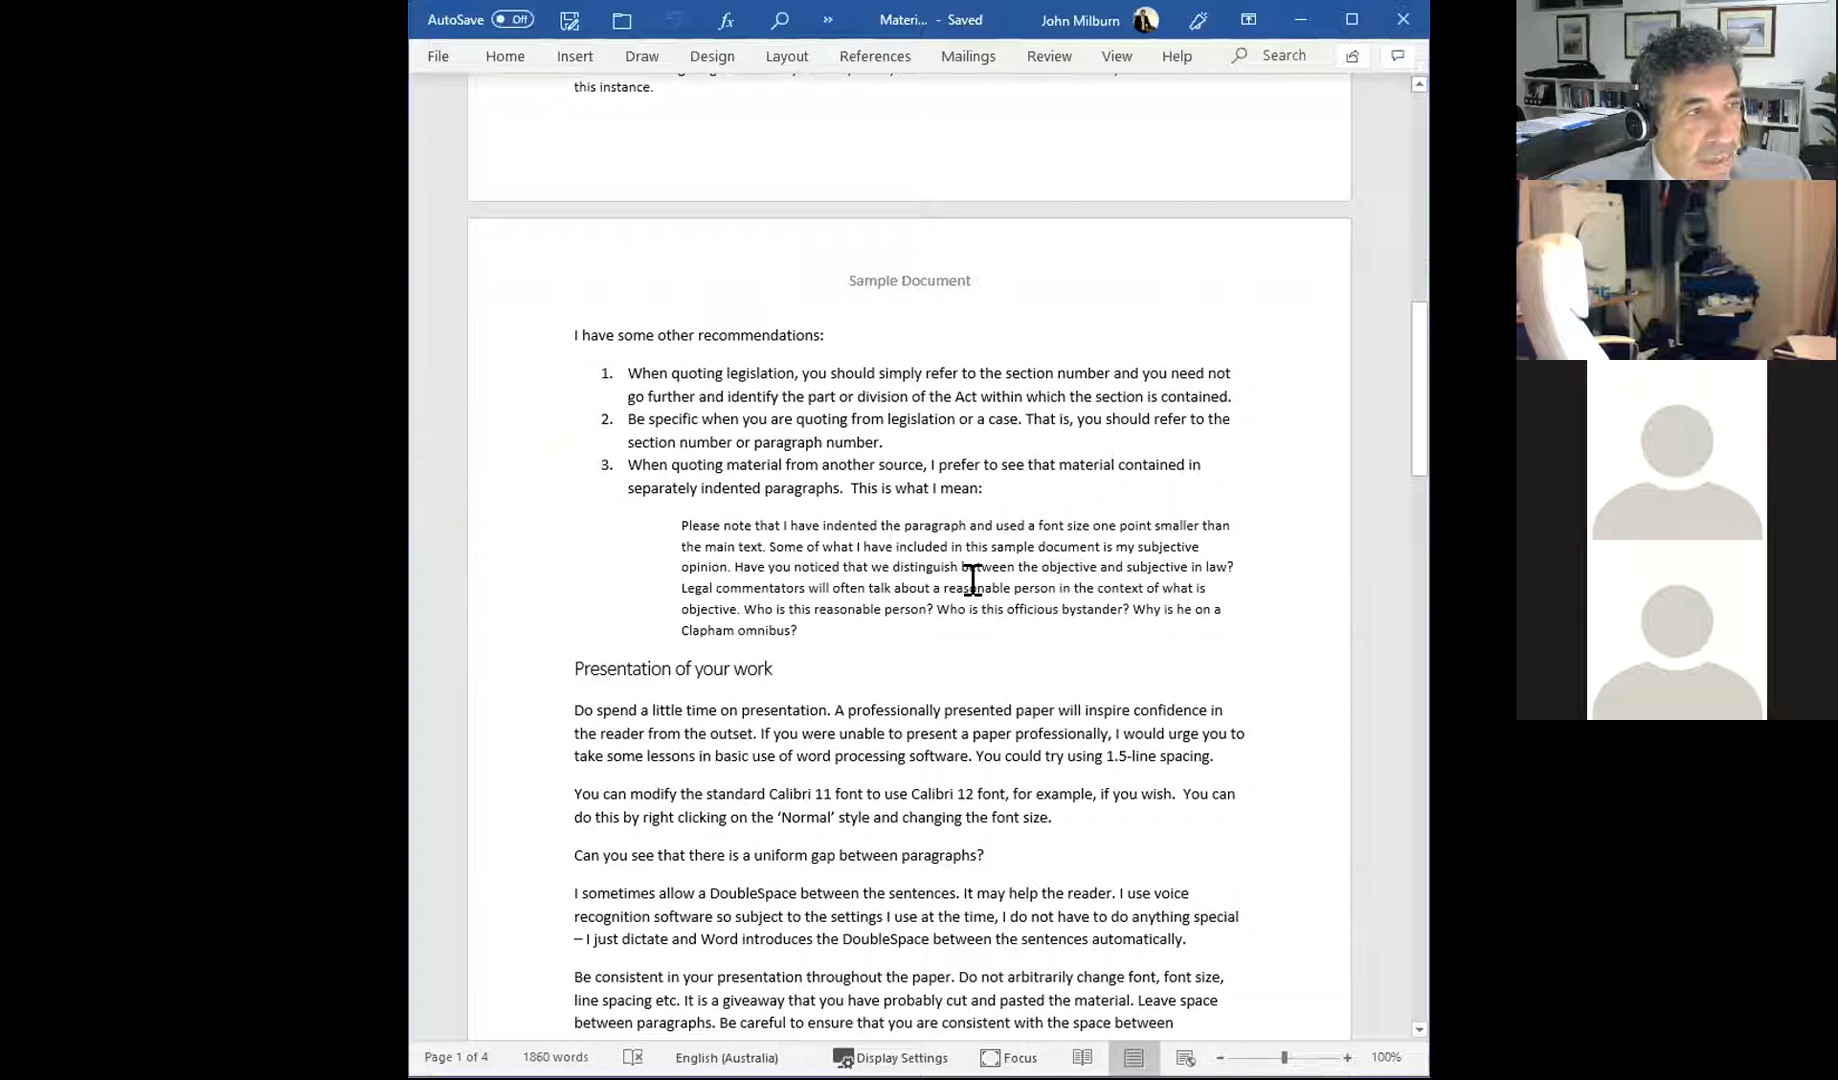 AutoSave Off Materi... - Saved John Milburn
File Home Insert Draw Design Layout References Mailings Review View Help Search
this instance.
Sample Document
I have some other recommendations:
1. When quoting legislation, you should simply refer to the section number and you need not
go further and identify the part or division of the Act within which the section is contained.
2. Be specific when you are quoting from legislation or a case. That is, you should refer to the
section number or paragraph number.
3. When quoting material from another source, I prefer to see that material contained in
separately indented paragraphs. This is what I mean:
Please note that I have indented the paragraph and used a font size one point smaller than
the main text. Some of what I have included in this sample document is my subjective
opinion. Have you noticed that we distinguish between the objective and subjective in law?
Legal commentators will often talk about a reasonable person in the context of what is
objective. Who is this reasonable person? Who is this officious bystander? Why is he on a
Clapham omnibus?
Presentation of your work
Do spend a little time on presentation. A professionally presented paper will inspire confidence in
the reader from the outset. If you were unable to present a paper professionally, I would urge you to
take some lessons in basic use of word processing software. You could try using 1.5-line spacing.
You can modify the standard Calibri 11 font to use Calibri 12 font, for example, if you wish. You can
do this by right clicking on the ‘Normal’ style and changing the font size.
Can you see that there is a uniform gap between paragraphs?
I sometimes allow a DoubleSpace between the sentences. It may help the reader. I use voice
recognition software so subject to the settings I use at the time, I do not have to do anything special
– I just dictate and Word introduces the DoubleSpace between the sentences automatically.
Be consistent in your presentation throughout the paper. Do not arbitrarily change font, font size,
line spacing etc. It is a giveaway that you have probably cut and pasted the material. Leave space
between paragraphs. Be careful to ensure that you are consistent with the space between
Page 1 of 4 1860 words English (Australia) Display Settings Focus 100%